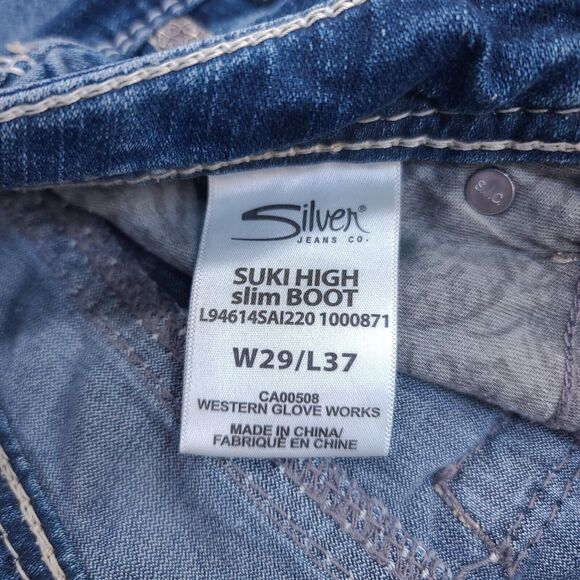 Silver®
JEANS CO.
SUKI HIGH
slim BOOT
L94614SAI220 1000871
W29/L37
CA00508
WESTERN GLOVE WORKS
MADE IN CHINA/
FABRIQUÉ EN CHINE
S.J.C.